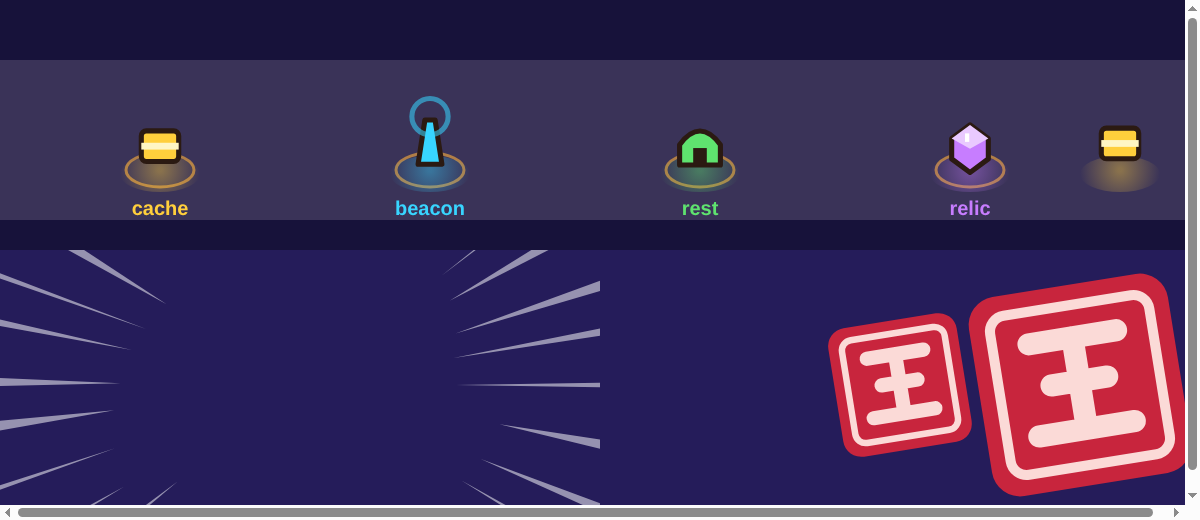 cache
beacon
rest
relic
王
王